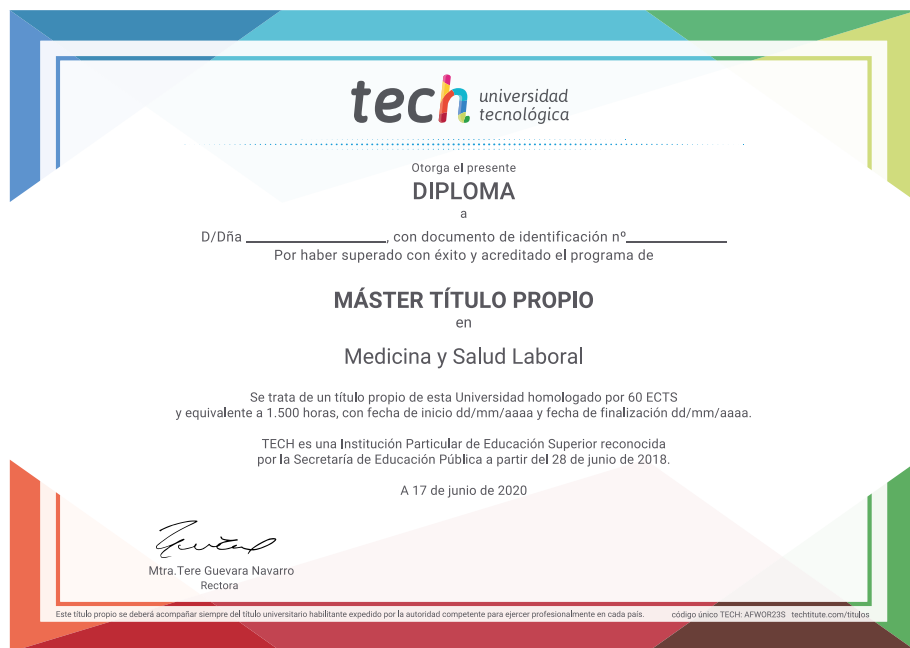 tech universidad
tecnológica
Otorga el presente
DIPLOMA
a
D/Dña ____________________, con documento de identificación nº______________
Por haber superado con éxito y acreditado el programa de
MÁSTER TÍTULO PROPIO
en
Medicina y Salud Laboral
Se trata de un título propio de esta Universidad homologado por 60 ECTS
y equivalente a 1.500 horas, con fecha de inicio dd/mm/aaaa y fecha de finalización dd/mm/aaaa.
TECH es una Institución Particular de Educación Superior reconocida
por la Secretaría de Educación Pública a partir del 28 de junio de 2018.
A 17 de junio de 2020
Mtra.Tere Guevara Navarro
Rectora
Este título propio se deberá acompañar siempre del título universitario habilitante expedido por la autoridad competente para ejercer profesionalmente en cada país. código único TECH: AFWOR23S techtitute.com/titulos